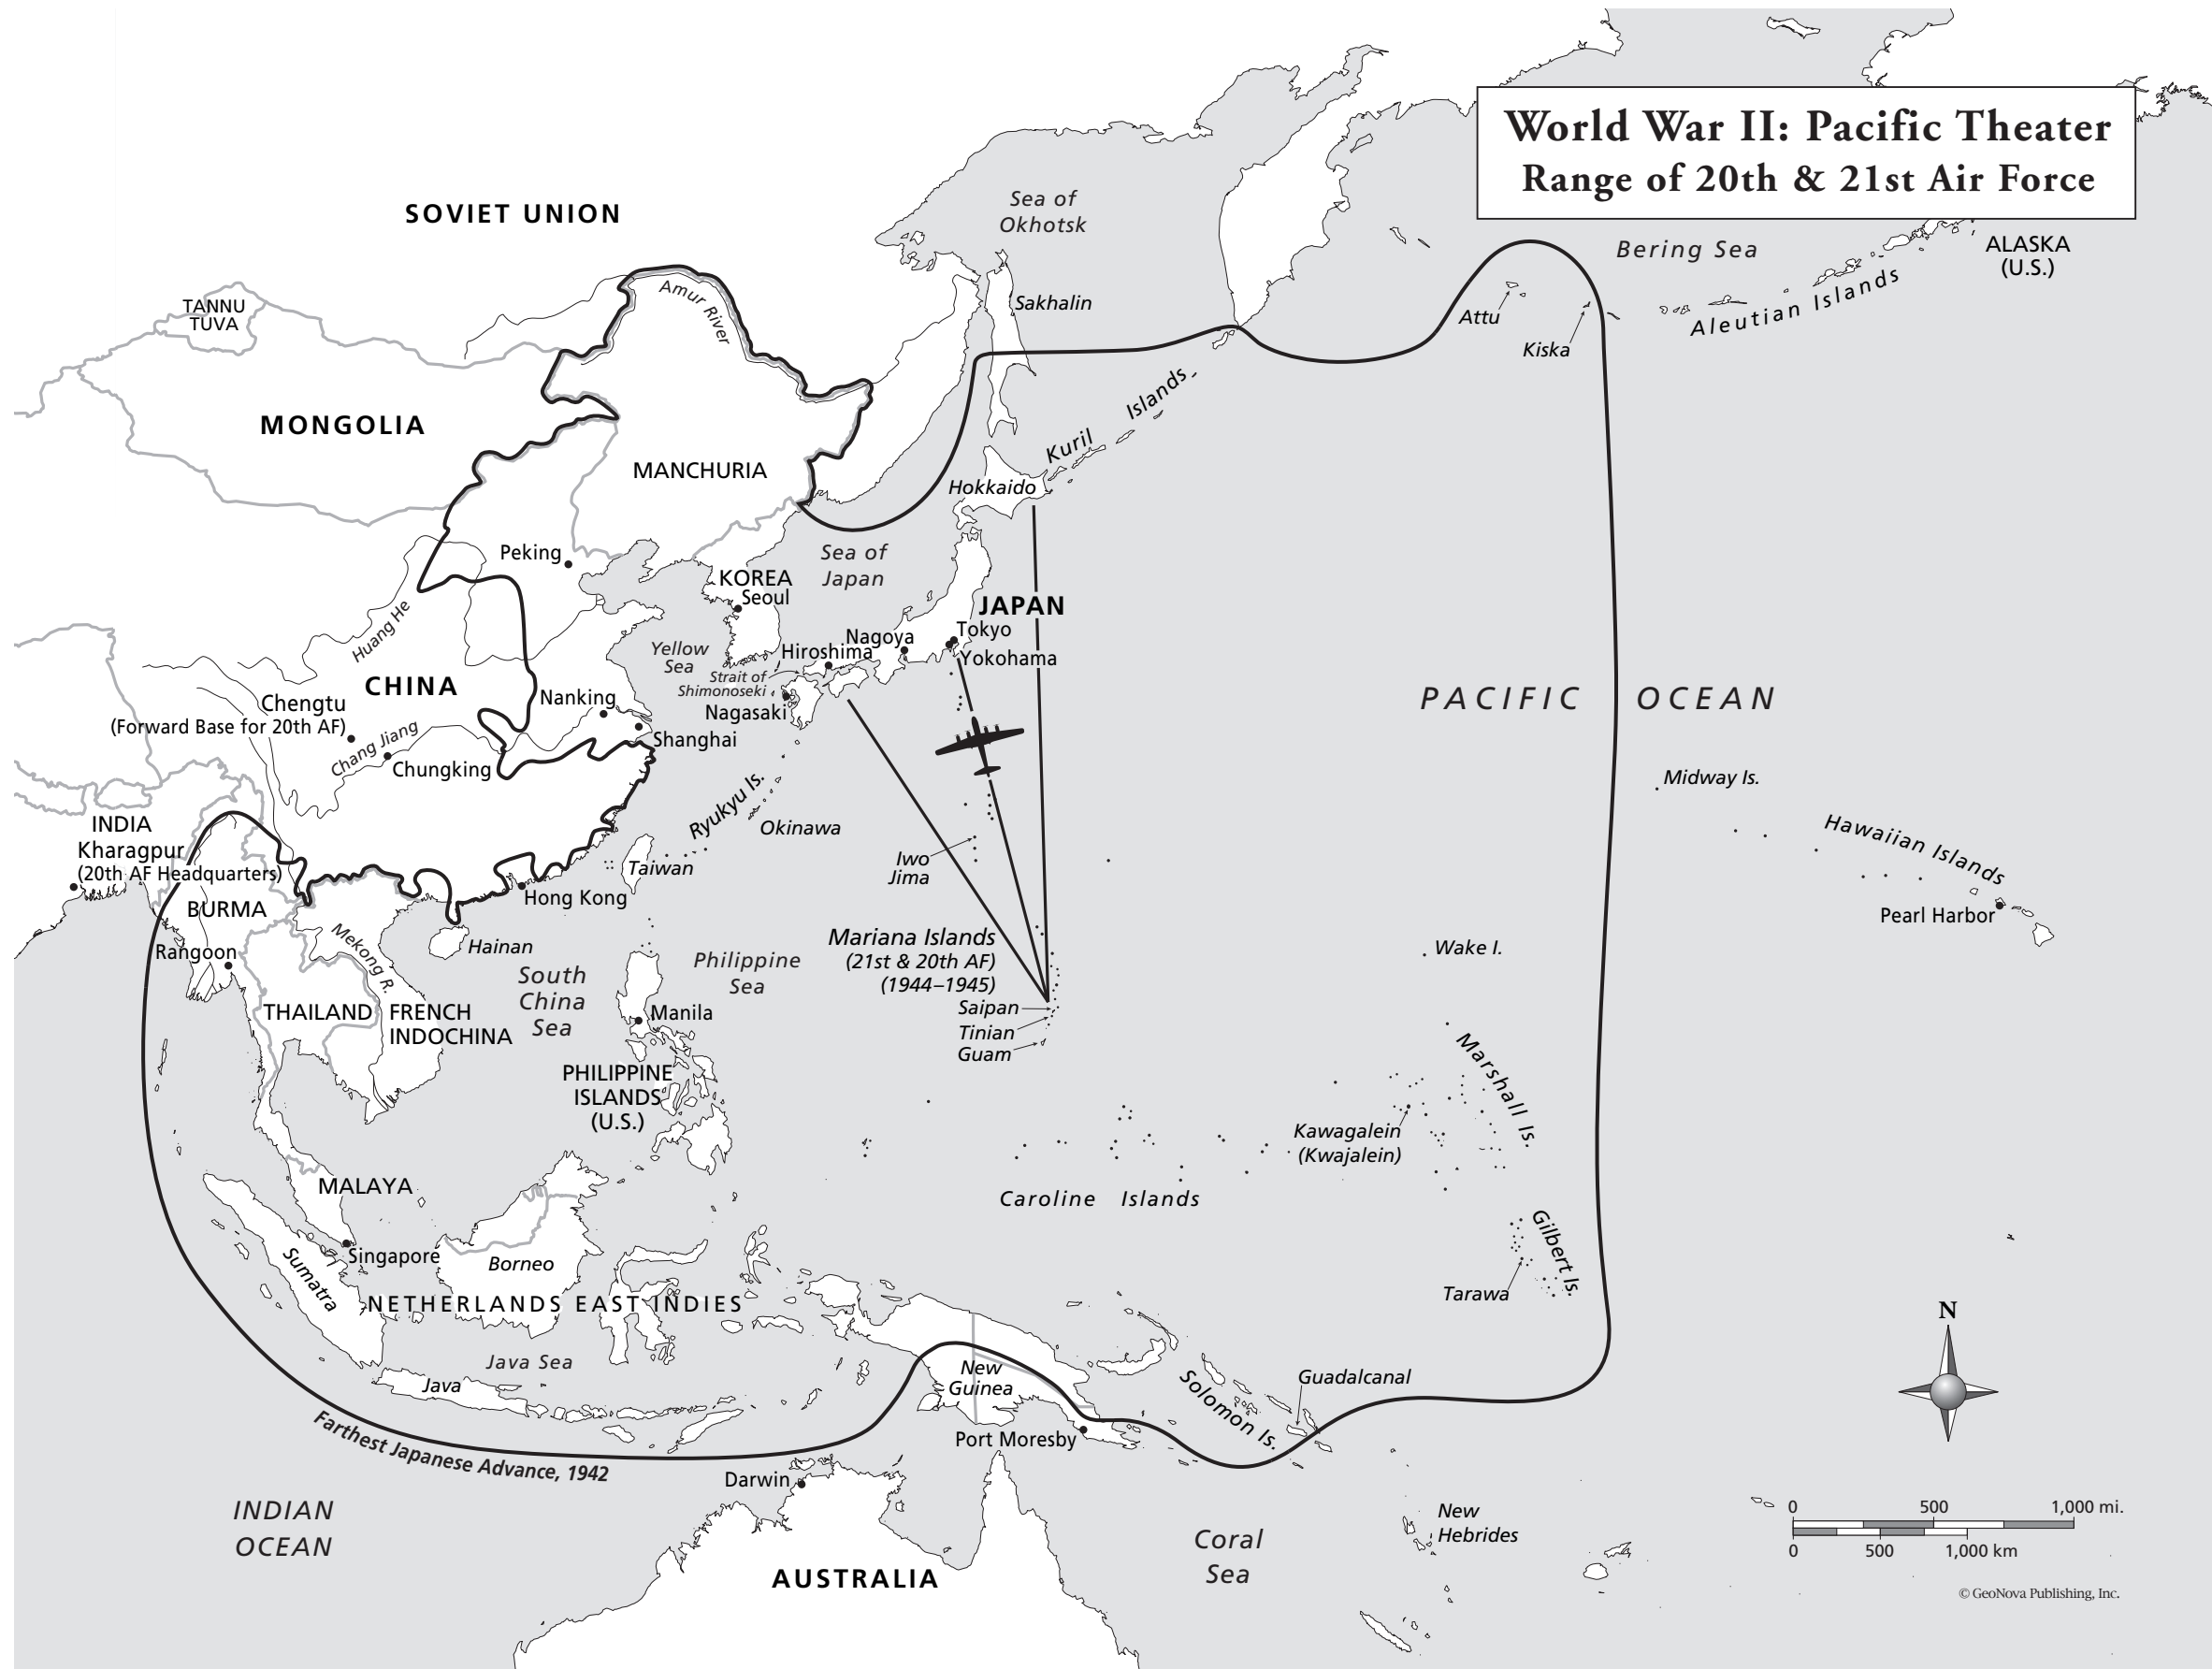 World War II: Pacific Theater
Range of 20th & 21st Air Force
SOVIET UNION
Sea of
Okhotsk
Bering Sea
ALASKA
(U.S.)
Aleutian Islands
TANNU
TUVA
Amur River
Sakhalin
Attu
Kiska
MONGOLIA
MANCHURIA
Kuril Islands
Hokkaido
Peking
Sea of
Japan
KOREA
Seoul
JAPAN
Huang He
Yellow
Sea
Nagoya
Tokyo
Hiroshima
Yokohama
Strait of
Shimonoseki
CHINA
Nanking
Nagasaki
Chengtu
(Forward Base for 20th AF)
Chang Jiang
Shanghai
Chungking
PACIFIC OCEAN
Midway Is.
Ryukyu Is.
Okinawa
Hawaiian Islands
INDIA
Kharagpur
(20th AF Headquarters)
Iwo
Jima
Taiwan
Hong Kong
BURMA
Pearl Harbor
Rangoon
Mekong R.
Hainan
South
China
Sea
Philippine
Sea
Mariana Islands
(21st & 20th AF)
(1944–1945)
Wake I.
Saipan
Tinian
Guam
THAILAND
FRENCH
INDOCHINA
Manila
PHILIPPINE
ISLANDS
(U.S.)
Marshall Is.
Kawagalein
(Kwajalein)
MALAYA
Caroline Islands
Gilbert Is.
Singapore
Sumatra
Borneo
Tarawa
NETHERLANDS EAST INDIES
N
Java Sea
Java
New
Guinea
Guadalcanal
Solomon Is.
Farthest Japanese Advance, 1942
Port Moresby
Darwin
INDIAN
OCEAN
New
Hebrides
Coral
Sea
AUSTRALIA
0 500 1,000 mi.
0 500 1,000 km
© GeoNova Publishing, Inc.